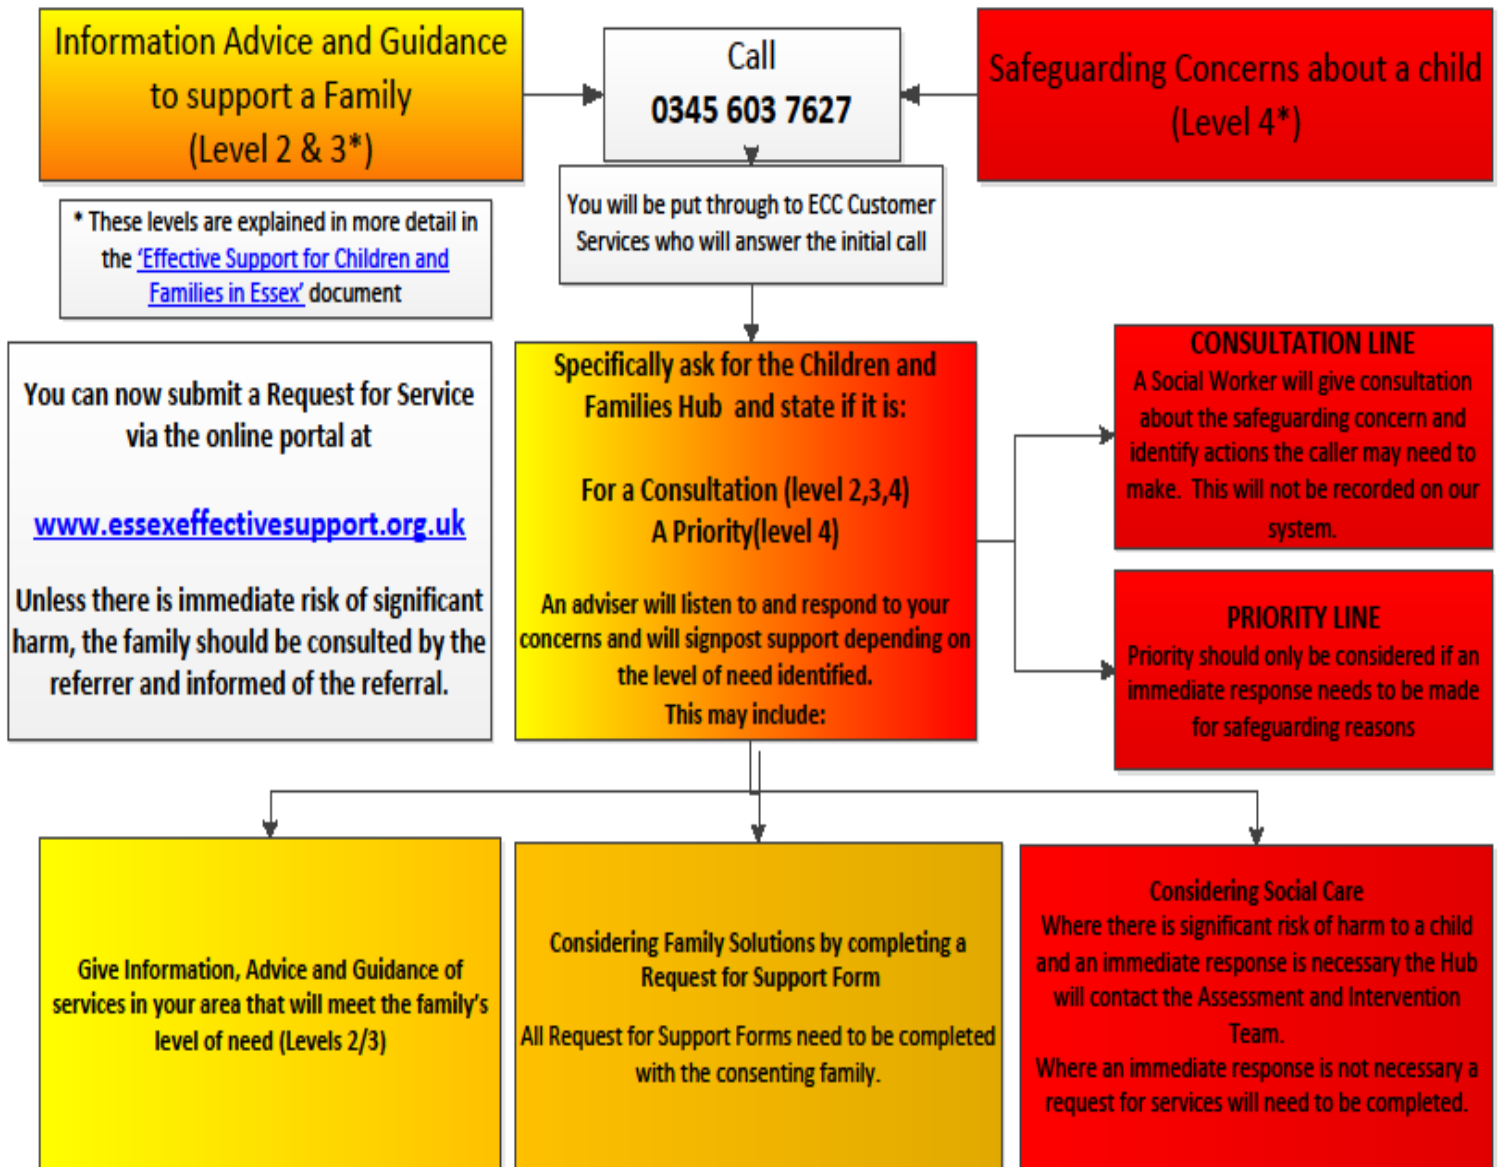 Information Advice and Guidance
to support a Family
(Level 2 & 3*)
Call
0345 603 7627
Safeguarding Concerns about a child
(Level 4*)
* These levels are explained in more detail in
the 'Effective Support for Children and
Families in Essex' document
You will be put through to ECC Customer
Services who will answer the initial call
You can now submit a Request for Service
via the online portal at
www.essexeffectivesupport.org.uk
Unless there is immediate risk of significant
harm, the family should be consulted by the
referrer and informed of the referral.
Specifically ask for the Children and
Families Hub and state if it is:
For a Consultation (level 2,3,4)
A Priority(level 4)
An adviser will listen to and respond to your
concerns and will signpost support depending on
the level of need identified.
This may include:
CONSULTATION LINE
A Social Worker will give consultation
about the safeguarding concern and
identify actions the caller may need to
make. This will not be recorded on our
system.
PRIORITY LINE
Priority should only be considered if an
immediate response needs to be made
for safeguarding reasons
Give Information, Advice and Guidance of
services in your area that will meet the family's
level of need (Levels 2/3)
Considering Family Solutions by completing a
Request for Support Form
All Request for Support Forms need to be completed
with the consenting family.
Considering Social Care
Where there is significant risk of harm to a child
and an immediate response is necessary the Hub
will contact the Assessment and Intervention
Team.
Where an immediate response is not necessary a
request for services will need to be completed.